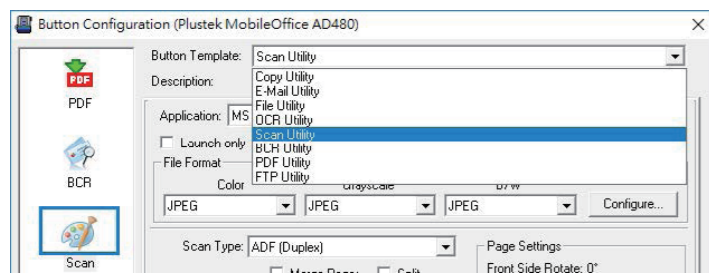 Button Configuration (Plustek MobileOffice AD480)
Button Template: Scan Utility
Description:
Copy Utility
E-Mail Utility
File Utility
OCR Utility
Scan Utility
BCR Utility
PDF Utility
FTP Utility
PDF
PDF
Application: MS
Launch only
File Format
Color Grayscale B/W
JPEG JPEG JPEG Configure...
BCR
Scan Type: ADF (Duplex) Page Settings
Scan
Merge Page: Split Front Side Rotate: 0°